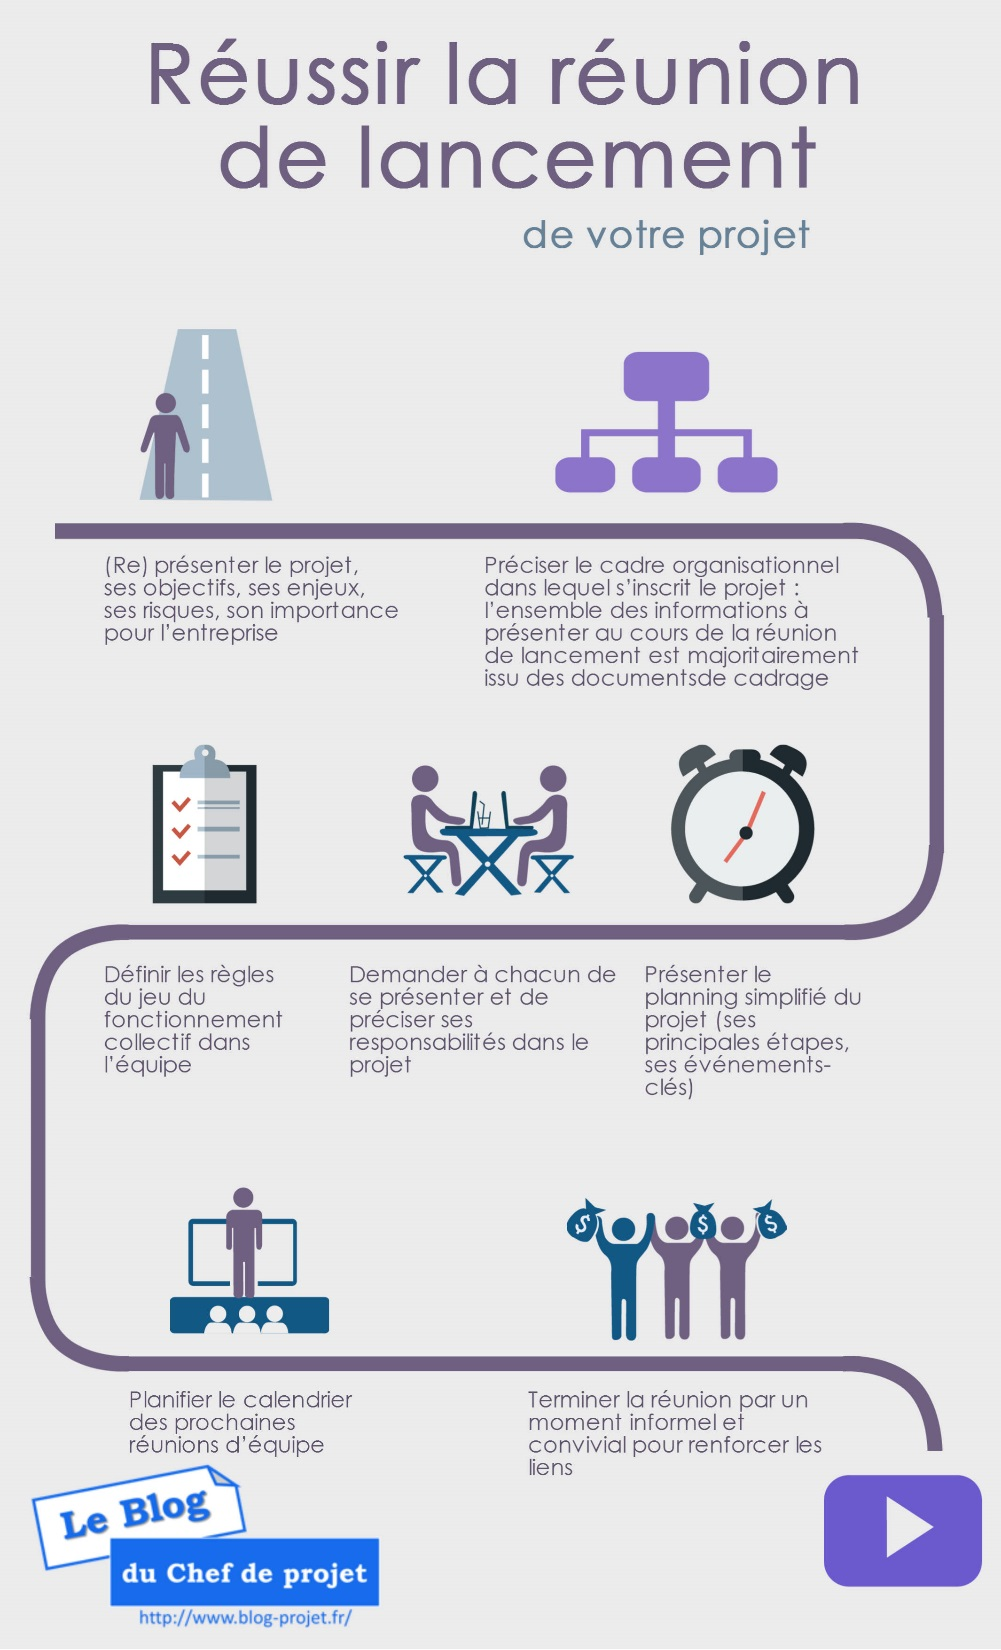 Réussir la réunion
de lancement
de votre projet
(Re) présenter le projet,
ses objectifs, ses enjeux,
ses risques, son importance
pour l'entreprise
Préciser le cadre organisationnel
dans lequel s'inscrit le projet :
l'ensemble des informations à
présenter au cours de la réunion
de lancement est majoritairement
issu des documentsde cadrage
Définir les règles
du jeu du
fonctionnement
collectif dans
l'équipe
Demander à chacun de
se présenter et de
préciser ses
responsabilités dans le
projet
Présenter le
planning simplifié du
projet (ses
principales étapes,
ses événements-
clés)
$ $ $
Planifier le calendrier
des prochaines
réunions d'équipe
Terminer la réunion par un
moment informel et
convivial pour renforcer les
liens
Le Blog
du Chef de projet
http://www.blog-projet.fr/